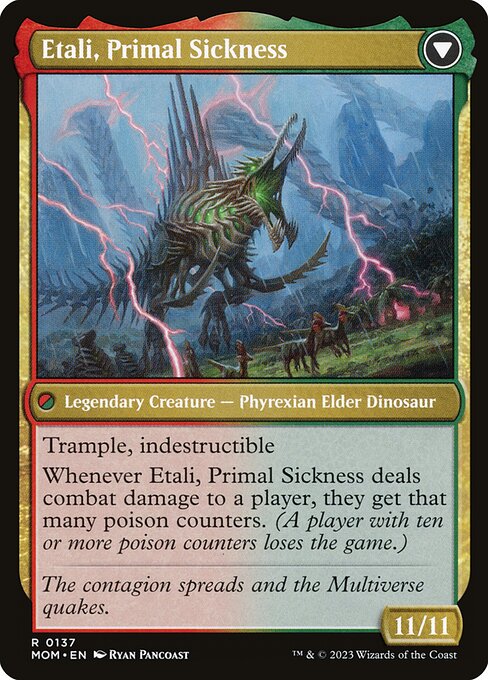 Etali, Primal Sickness
Legendary Creature — Phyrexian Elder Dinosaur
Trample, indestructible
Whenever Etali, Primal Sickness deals
combat damage to a player, they get that
many poison counters. (A player with ten
or more poison counters loses the game.)
The contagion spreads and the Multiverse
quakes.
11/11
R 0137
MOM • EN RYAN PANCOAST
™ & © 2023 Wizards of the Coast